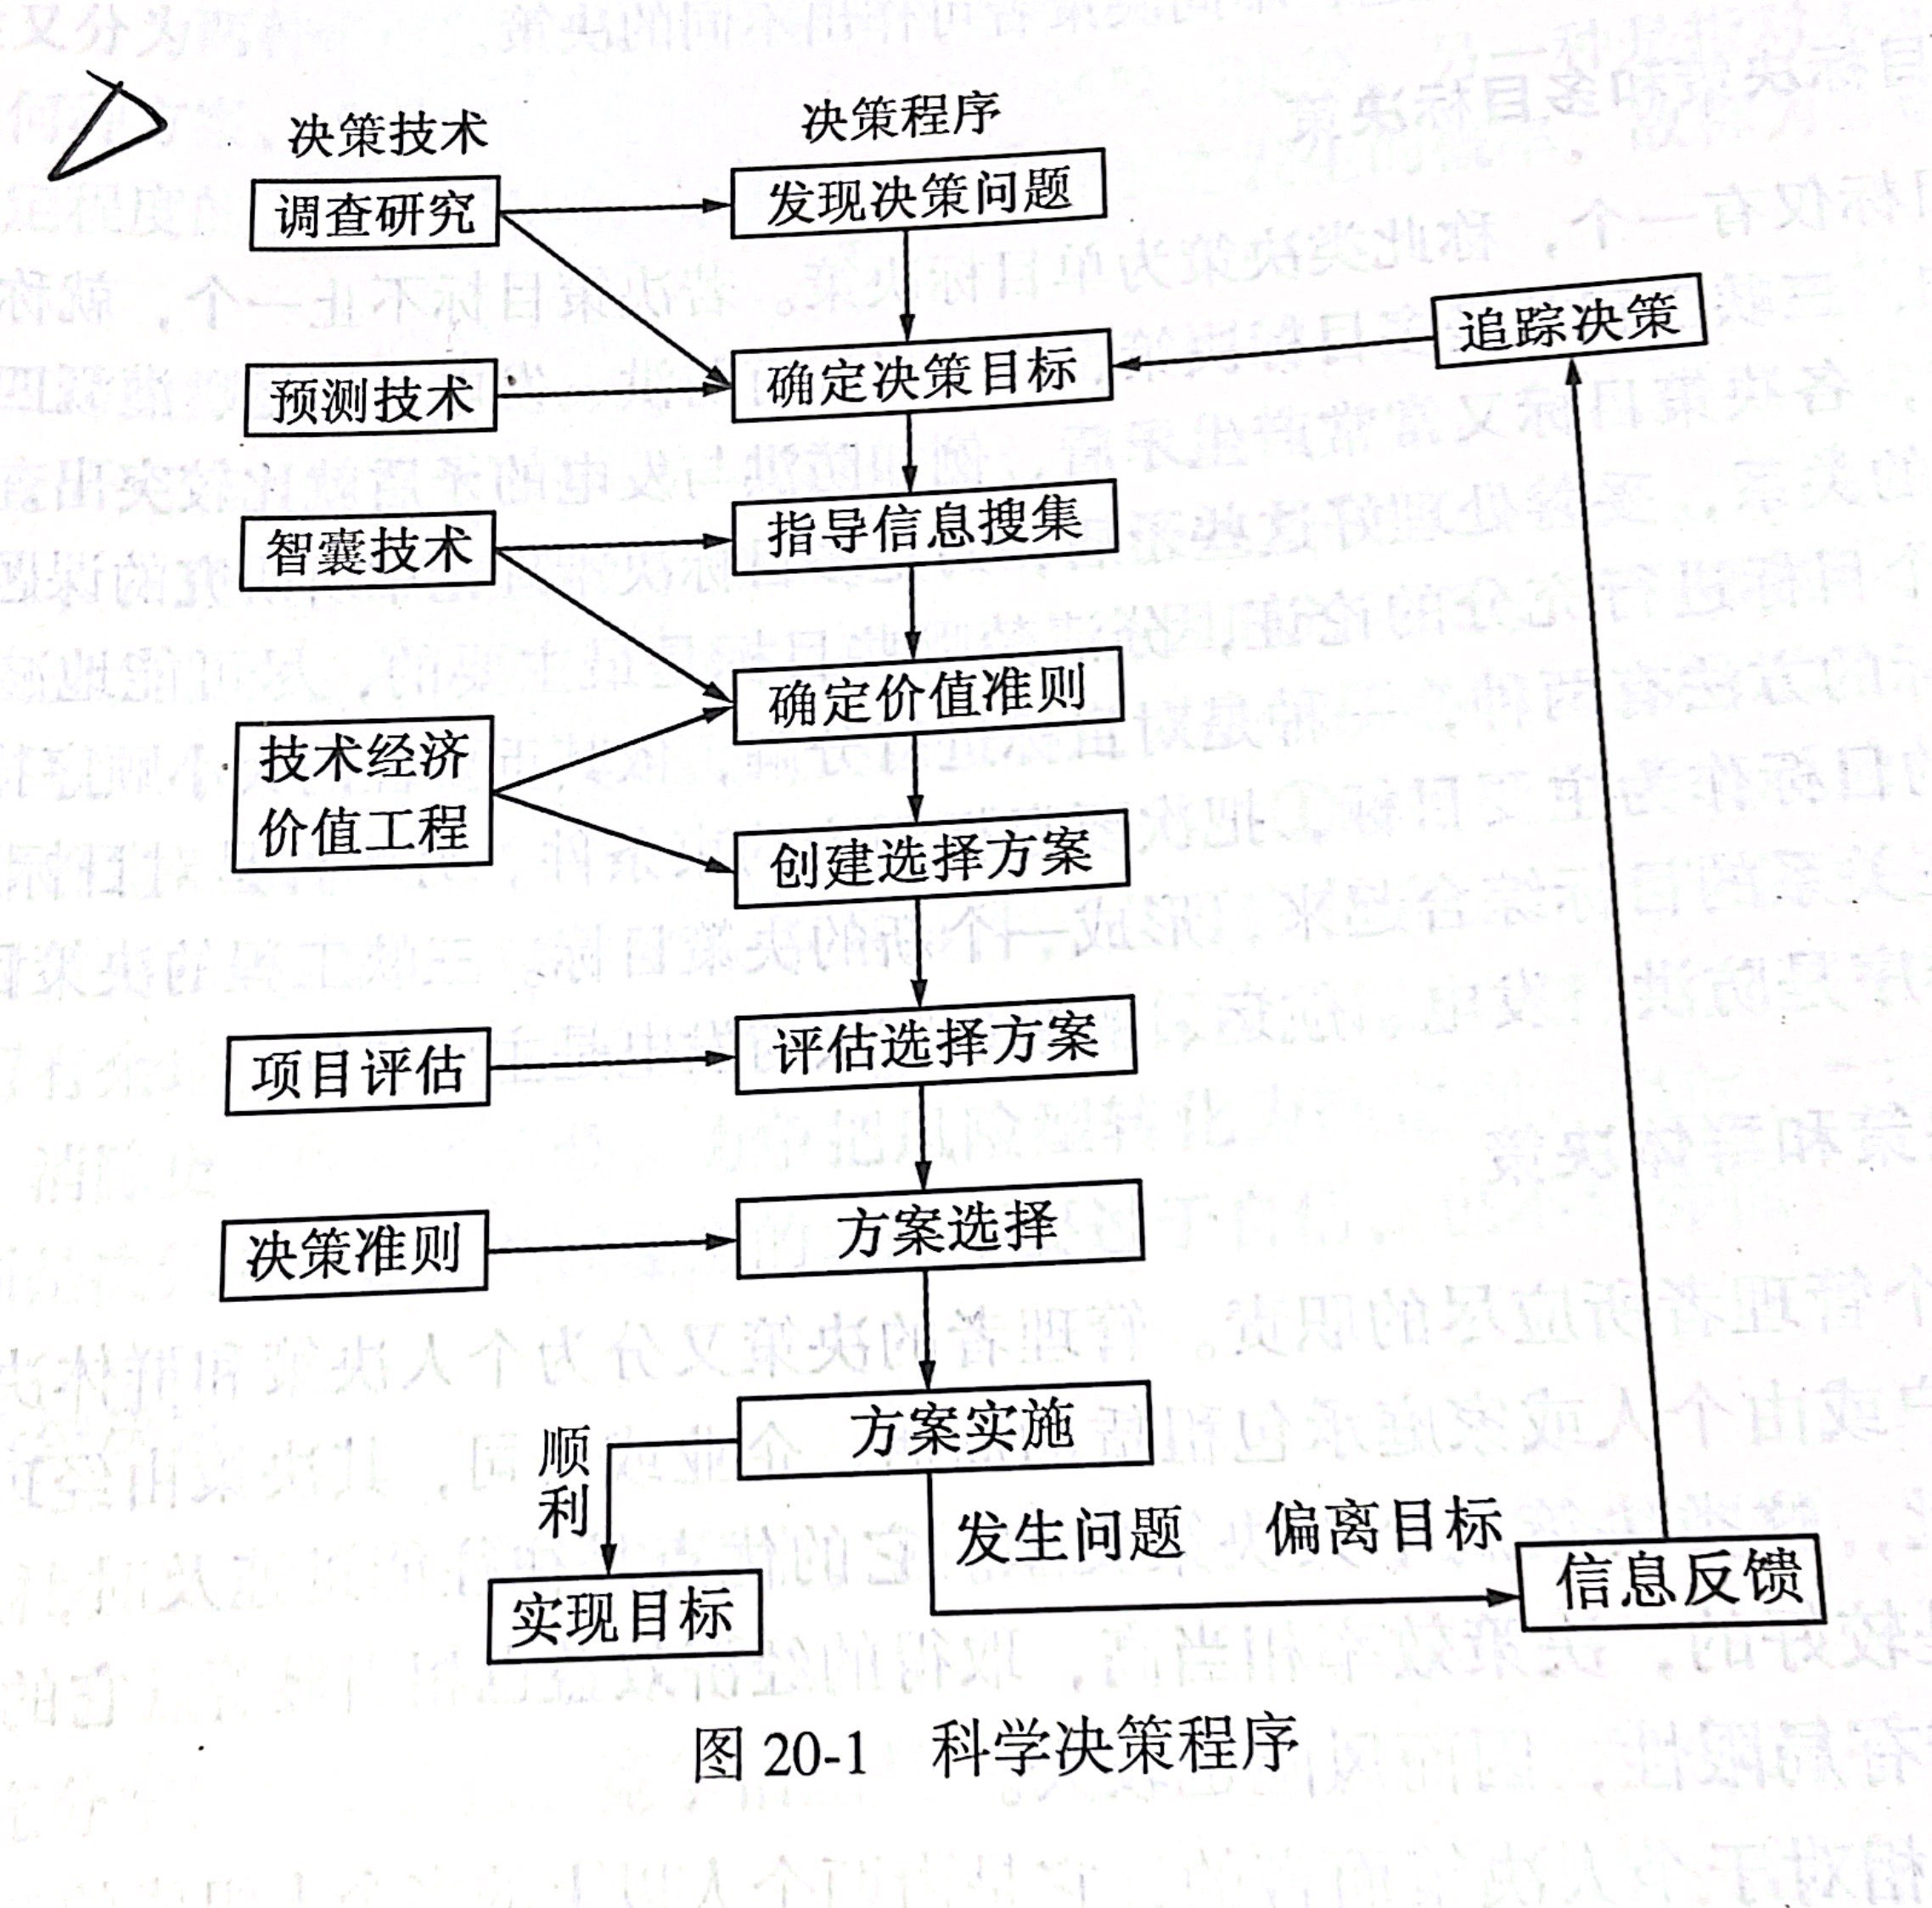 决策技术
决策程序
调查研究
发现决策问题
追踪决策
预测技术
确定决策目标
智囊技术
指导信息搜集
确定价值准则
技术经济
价值工程
创建选择方案
项目评估
评估选择方案
决策准则
方案选择
方案实施
顺
利
发生问题 偏离目标
实现目标
信息反馈
图 20-1 科学决策程序